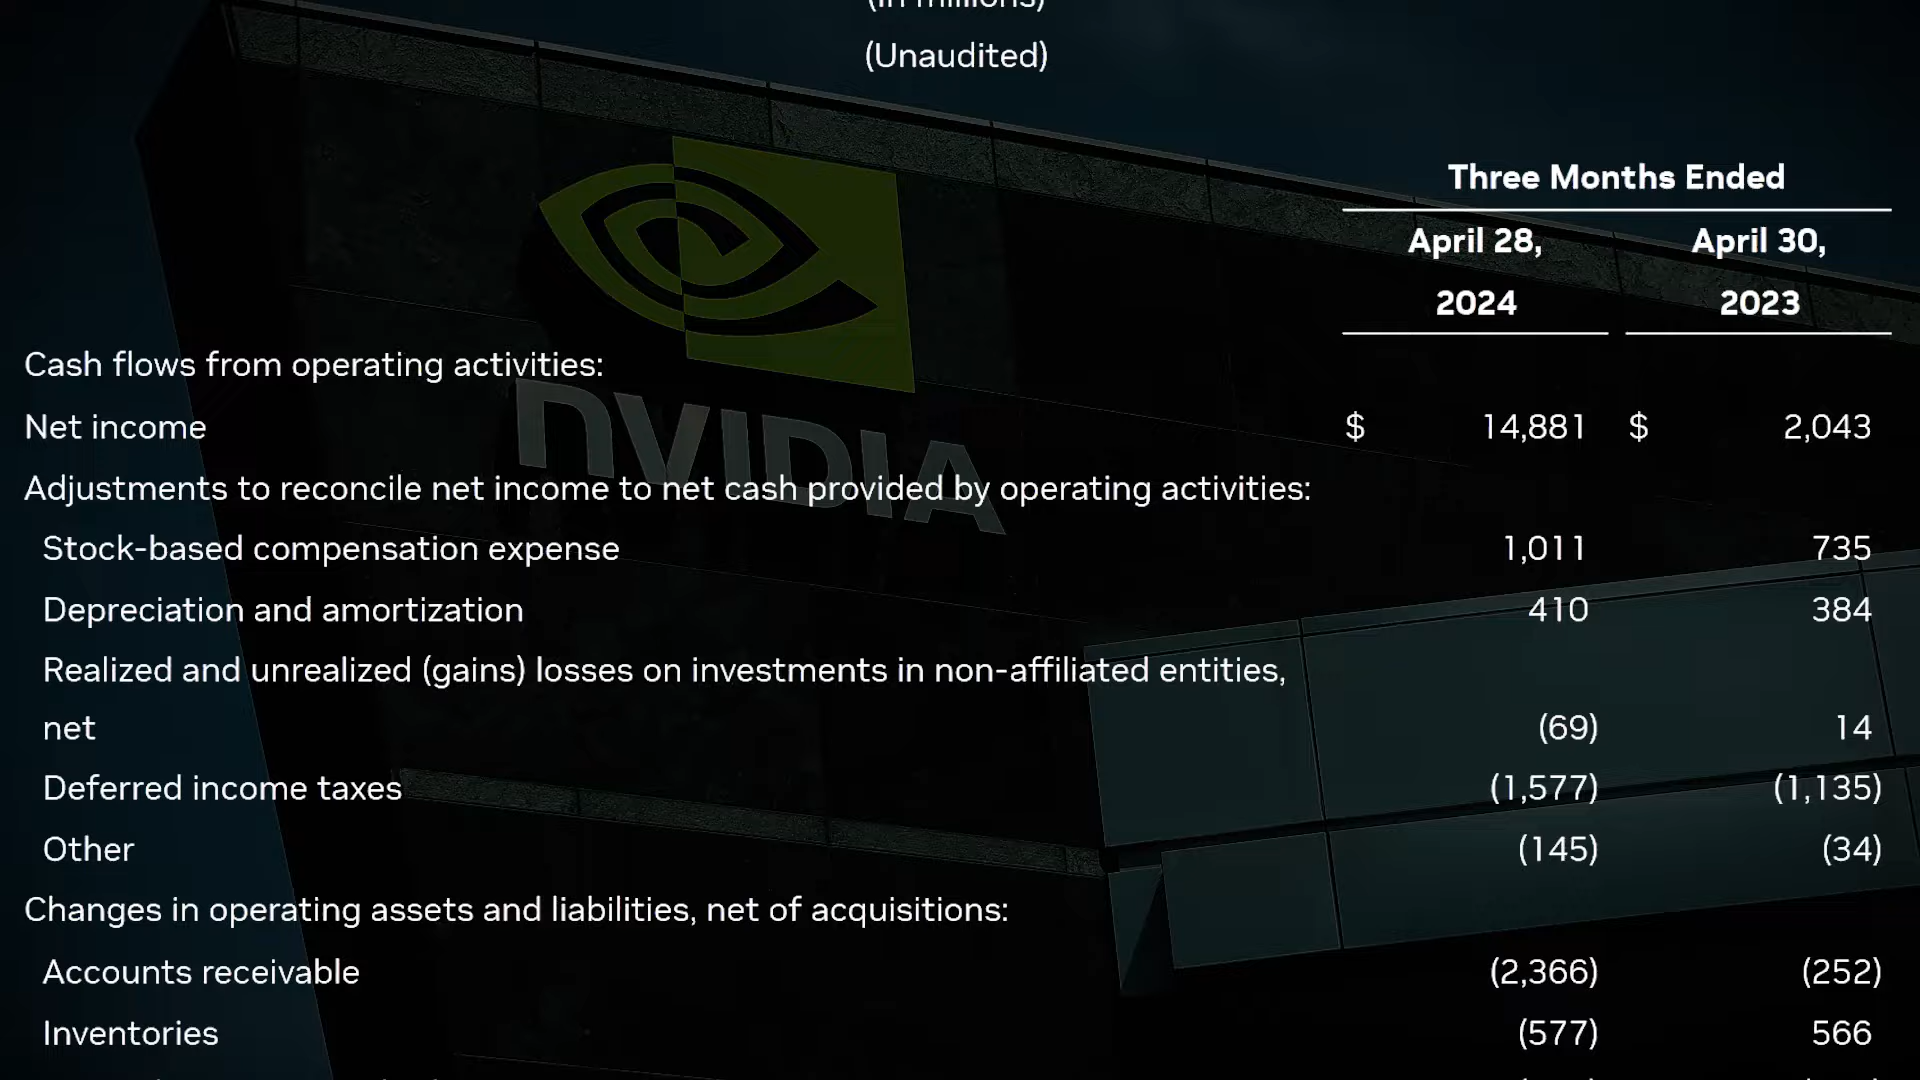 (In millions)
(Unaudited)
Three Months Ended
April 28, April 30,
2024 2023
Cash flows from operating activities:
Net income $ 14,881 $ 2,043
Adjustments to reconcile net income to net cash provided by operating activities:
Stock-based compensation expense 1,011 735
Depreciation and amortization 410 384
Realized and unrealized (gains) losses on investments in non-affiliated entities,
net (69) 14
Deferred income taxes (1,577) (1,135)
Other (145) (34)
Changes in operating assets and liabilities, net of acquisitions:
Accounts receivable (2,366) (252)
Inventories (577) 566
nVIDIA